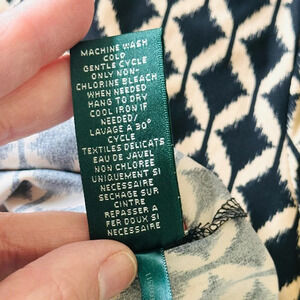 MACHINE WASH
COLD
GENTLE CYCLE
ONLY NON-
CHLORINE BLEACH
WHEN NEEDED
HANG TO DRY
COOL IRON IF
NEEDED/
LAVAGE A 30°
CYCLE
TEXTILES DELICATS
EAU DE JAVEL
NON CHLOREE
UNIQUEMENT SI
NECESSAIRE
SECHAGE SUR
CINTRE
REPASSER A
FER DOUX SI
NECESSAIRE